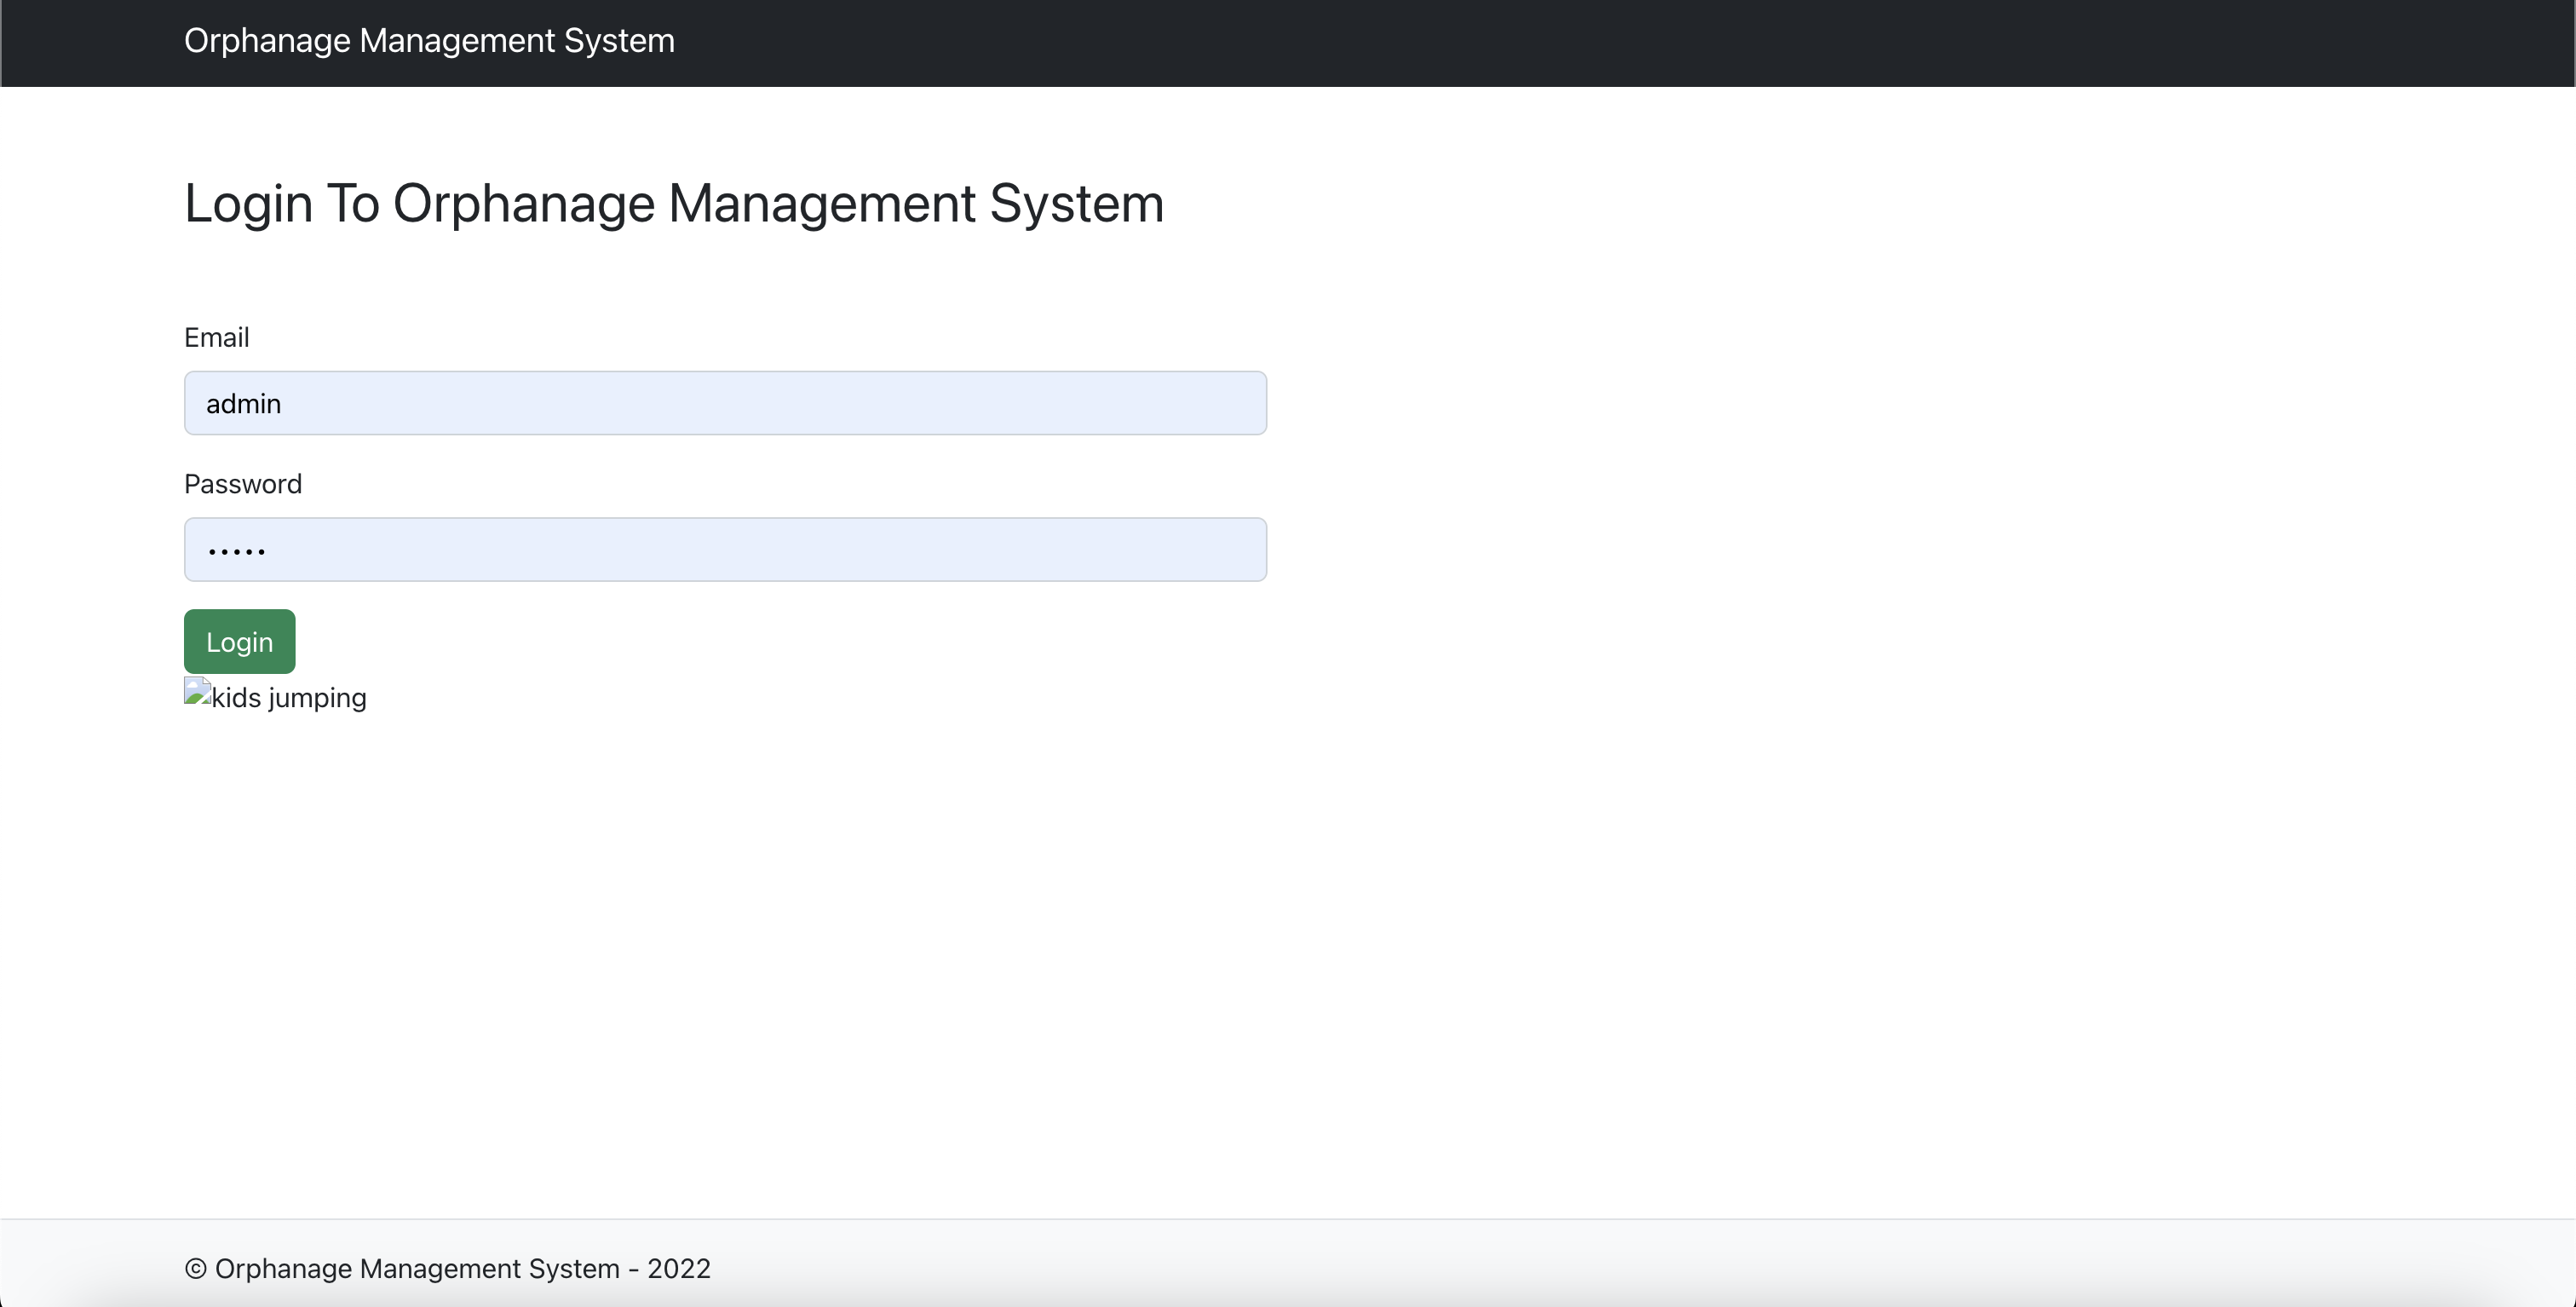 Orphanage Management System
Login To Orphanage Management System
Email
admin
Password
•••••
Login
kids jumping
© Orphanage Management System - 2022